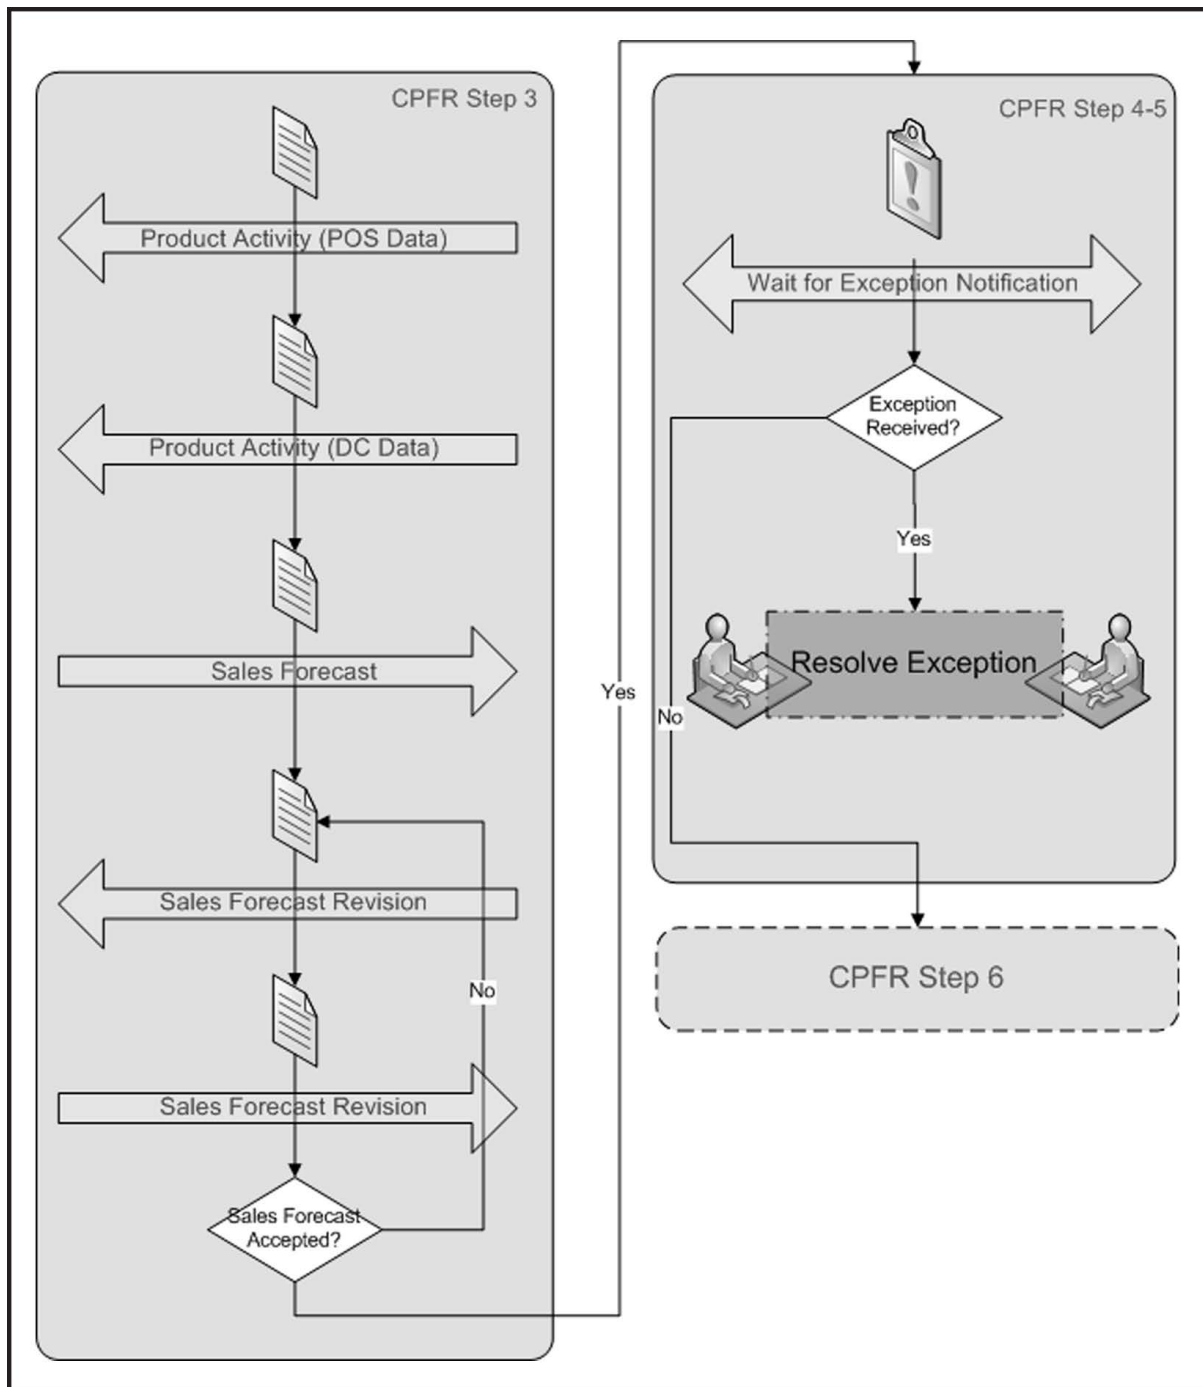 CPFR Step 3
Product Activity (POS Data)
Product Activity (DC Data)
Sales Forecast
Sales Forecast Revision
No
Sales Forecast Revision
Sales Forecast
Accepted?
Yes
CPFR Step 4-5
Wait for Exception Notification
Exception
Received?
Yes
Resolve Exception
No
CPFR Step 6